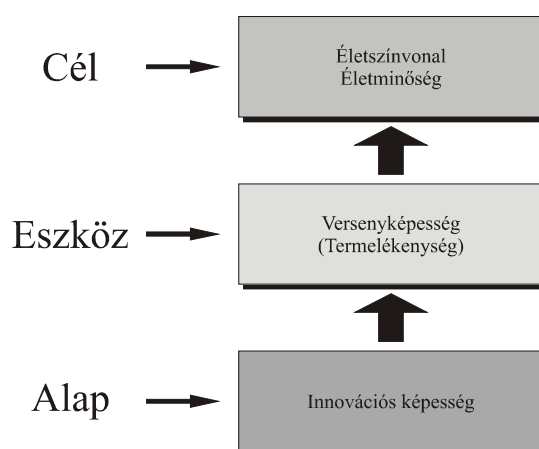 Cél
Életszínvonal
Életminőség
Eszköz
Versenyképesség
(Termelékenység)
Alap
Innovációs képesség